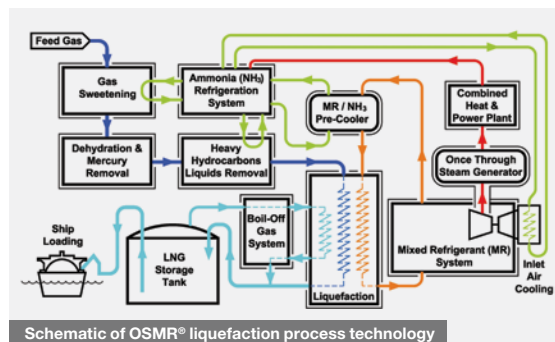 Feed Gas
Gas
Sweetening
Ammonia (NH₃)
Refrigeration
System
MR / NH₃
Pre-Cooler
Combined
Heat &
Power Plant
Dehydration &
Mercury
Removal
Heavy
Hydrocarbons
Liquids Removal
Once Through
Steam Generator
Ship
Loading
LNG
Storage
Tank
Boil-Off
Gas
System
Liquefaction
Mixed Refrigerant (MR)
System
Inlet
Air
Cooling
Schematic of OSMR® liquefaction process technology